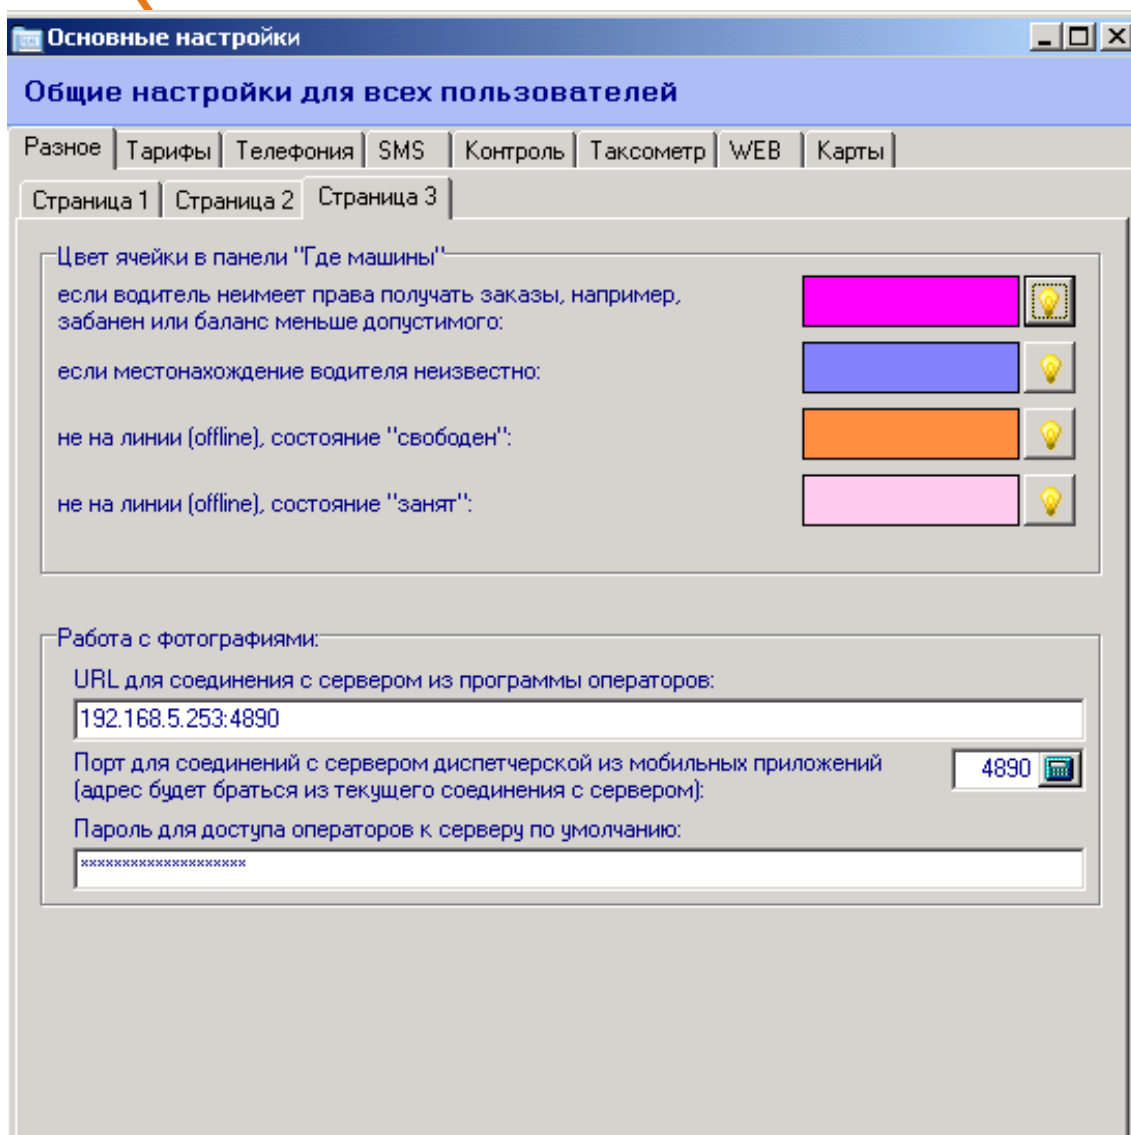 Основные настройки
Общие настройки для всех пользователей
Разное Тарифы Телефония SMS Контроль Таксометр WEB Карты
Страница 1 Страница 2 Страница 3
Цвет ячейки в панели "Где машины"
если водитель неимеет права получать заказы, например,
забанен или баланс меньше допустимого:
если местонахождение водителя неизвестно:
не на линии (offline), состояние "свободен":
не на линии (offline), состояние "занят":
Работа с фотографиями:
URL для соединения с сервером из программы операторов:
192.168.5.253:4890
Порт для соединений с сервером диспетчерской из мобильных приложений
4890
(адрес будет браться из текущего соединения с сервером):
Пароль для доступа операторов к серверу по умолчанию:
********************